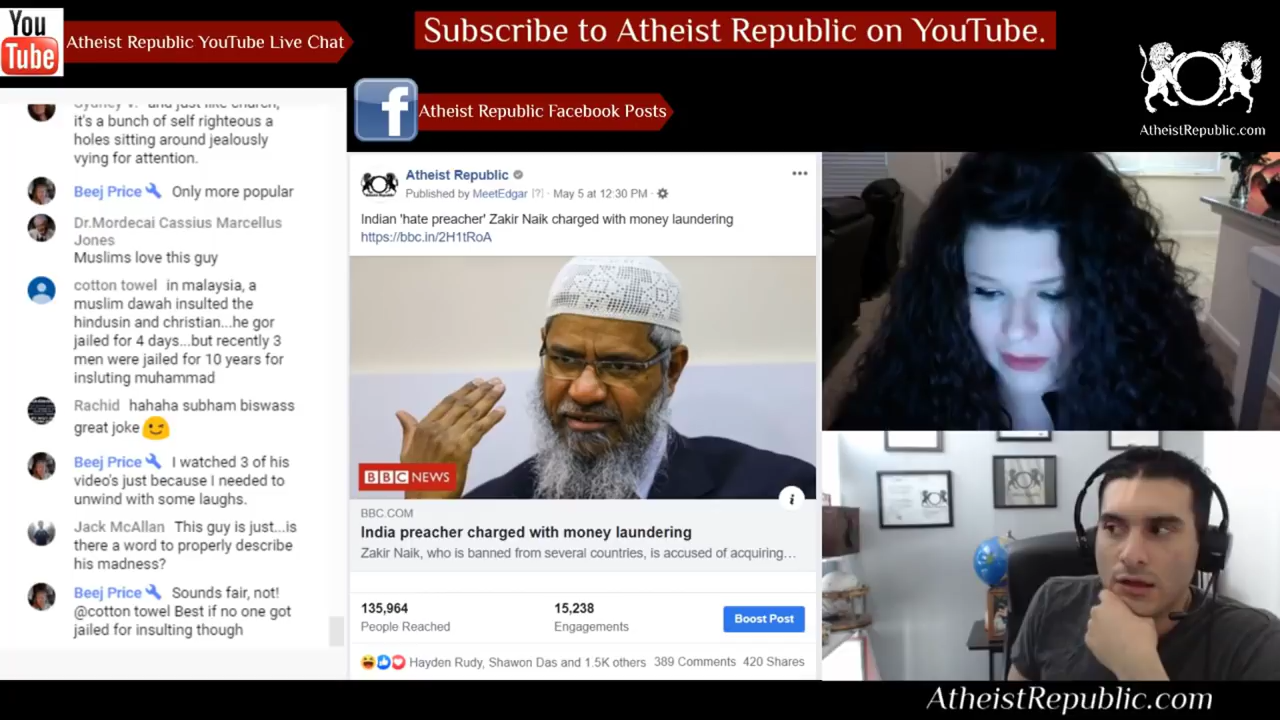 You
Tube
Atheist Republic YouTube Live Chat
Subscribe to Atheist Republic on YouTube.
AtheistRepublic.com
Atheist Republic Facebook Posts
Sydney V. and just like church,
it's a bunch of self righteous a
holes sitting around jealously
vying for attention.
Beej Price Only more popular
Dr.Mordecai Cassius Marcellus
Jones
Muslims love this guy
cotton towel in malaysia, a
muslim dawah insulted the
hindusin and christian...he gor
jailed for 4 days...but recently 3
men were jailed for 10 years for
insluting muhammad
Rachid hahaha subham biswass
great joke
Beej Price I watched 3 of his
video's just because I needed to
unwind with some laughs.
Jack McAllan This guy is just...is
there a word to properly describe
his madness?
Beej Price Sounds fair, not!
@cotton towel Best if no one got
jailed for insulting though
Atheist Republic
Published by MeetEdgar [?] · May 5 at 12:30 PM ·
Indian 'hate preacher' Zakir Naik charged with money laundering
https://bbc.in/2H1tRoA
BBC NEWS
BBC.COM
India preacher charged with money laundering
Zakir Naik, who is banned from several countries, is accused of acquiring...
135,964
People Reached
15,238
Engagements
Boost Post
Hayden Rudy, Shawon Das and 1.5K others 389 Comments 420 Shares
AtheistRepublic.com